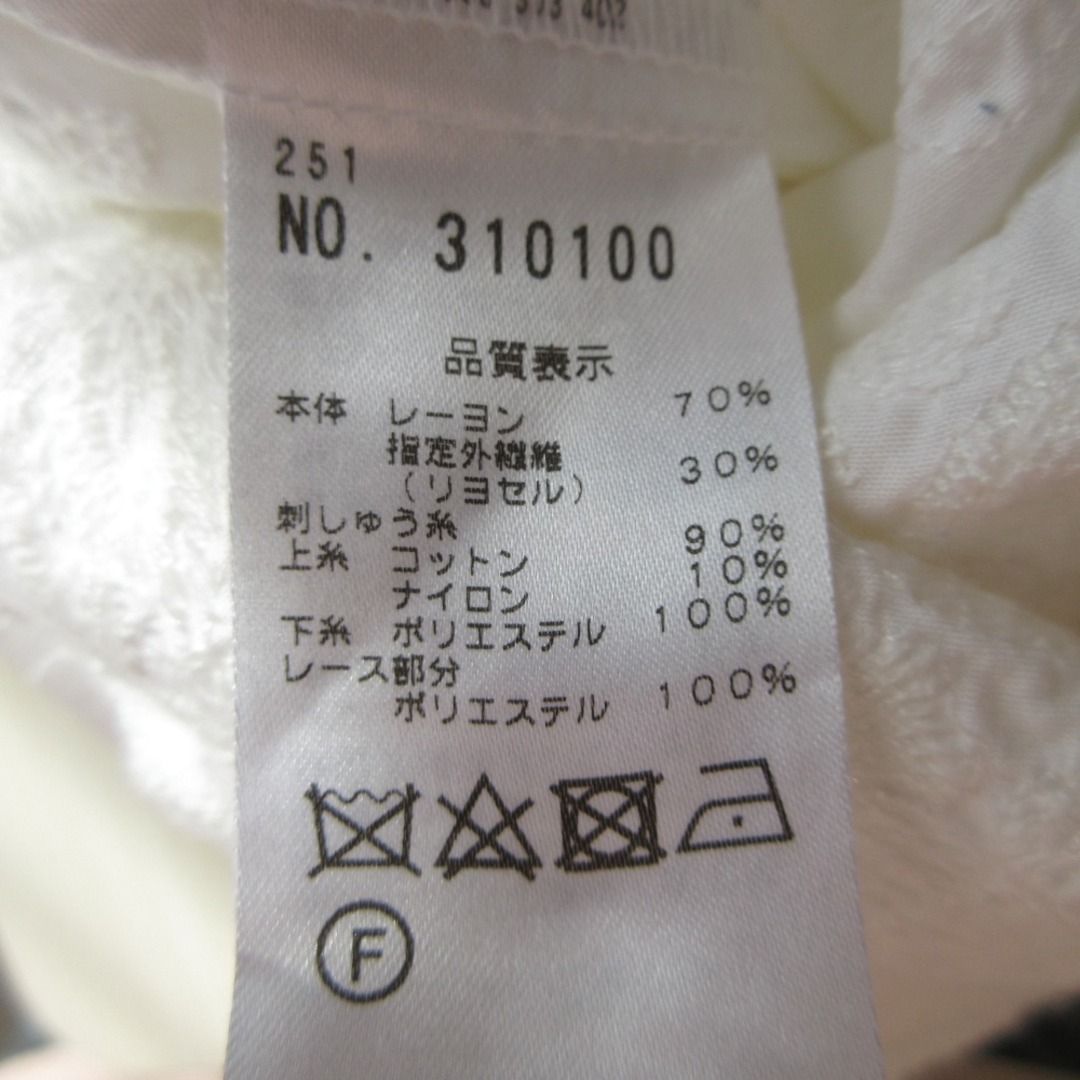 251
NO. 310100
品質表示
本体 レーヨン 70%
指定外繊維 30%
(リヨセル)
刺しゅう糸
上糸 コットン 90%
ナイロン 10%
下糸 ポリエステル 100%
レース部分
ポリエステル 100%
F